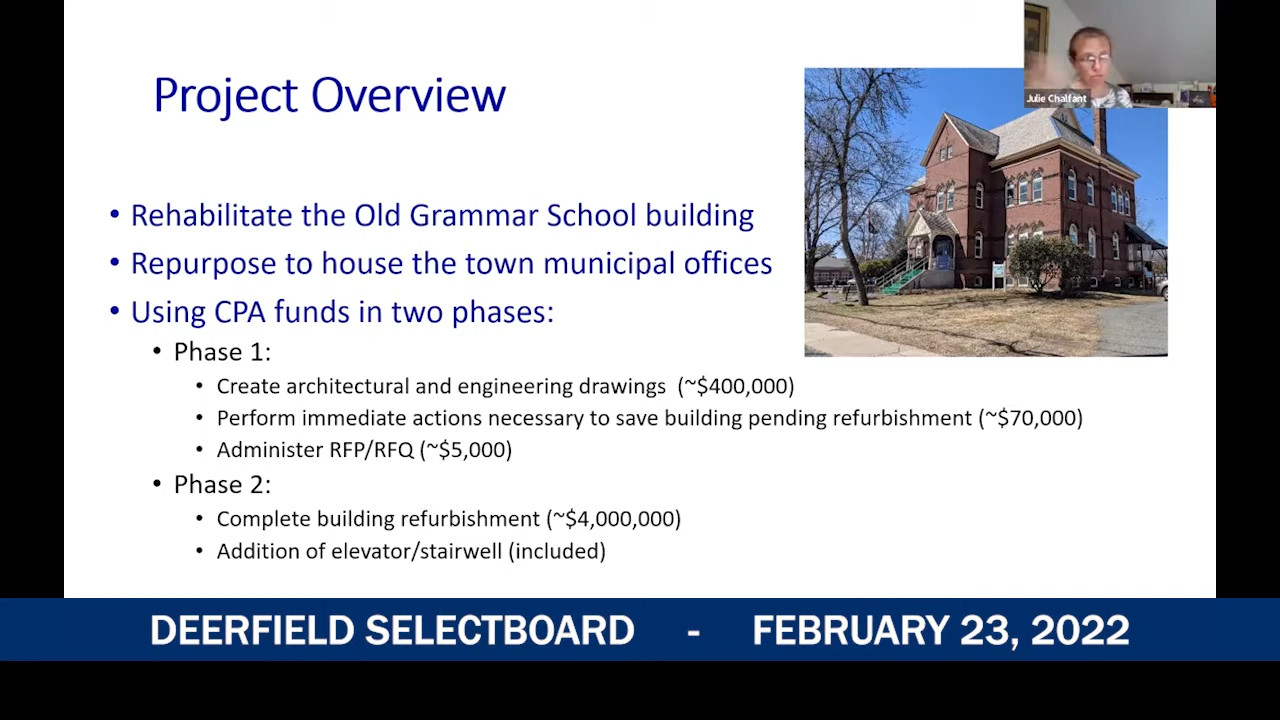 Project Overview
Julie Chalfant
• Rehabilitate the Old Grammar School building
• Repurpose to house the town municipal offices
• Using CPA funds in two phases:
• Phase 1:
• Create architectural and engineering drawings (~$400,000)
• Perform immediate actions necessary to save building pending refurbishment (~$70,000)
• Administer RFP/RFQ (~$5,000)
• Phase 2:
• Complete building refurbishment (~$4,000,000)
• Addition of elevator/stairwell (included)
DEERFIELD SELECTBOARD - FEBRUARY 23, 2022